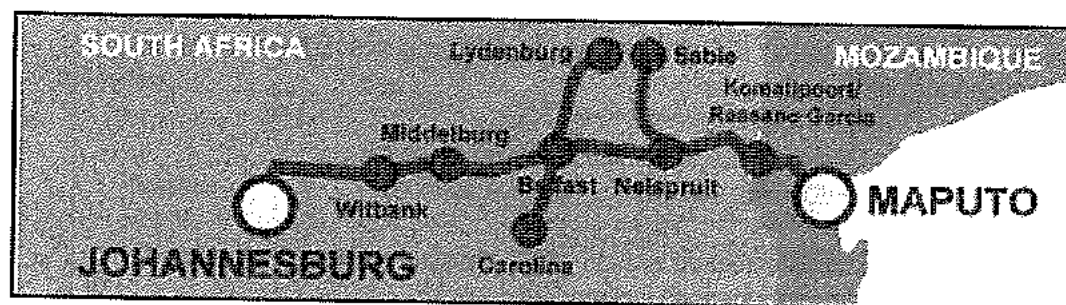 SOUTH AFRICA
Lydenburg
Sabie
MOZAMBIQUE
Komatipoort/
Ressano Garcia
Middelburg
Belfast
Nelspruit
Witbank
MAPUTO
JOHANNESBURG
Carolina